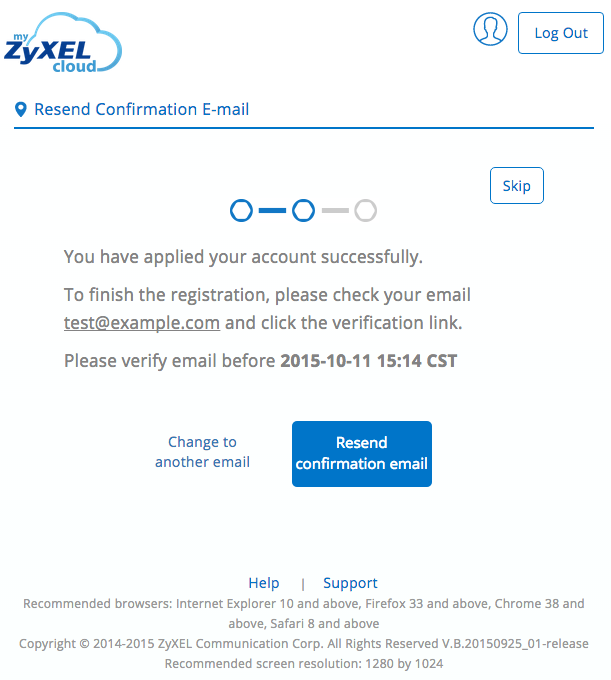 my
ZyXEL
cloud
Log Out
Resend Confirmation E-mail
Skip
You have applied your account successfully.
To finish the registration, please check your email
test@example.com and click the verification link.
Please verify email before 2015-10-11 15:14 CST
Change to
another email
Resend
confirmation email
Help | Support
Recommended browsers: Internet Explorer 10 and above, Firefox 33 and above, Chrome 38 and
above, Safari 8 and above
Copyright © 2014-2015 ZyXEL Communication Corp. All Rights Reserved V.B.20150925_01-release
Recommended screen resolution: 1280 by 1024